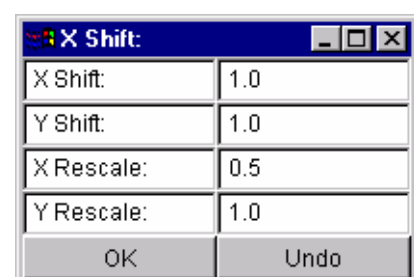 X Shift:
X Shift: 1.0
Y Shift: 1.0
X Rescale: 0.5
Y Rescale: 1.0
OK Undo